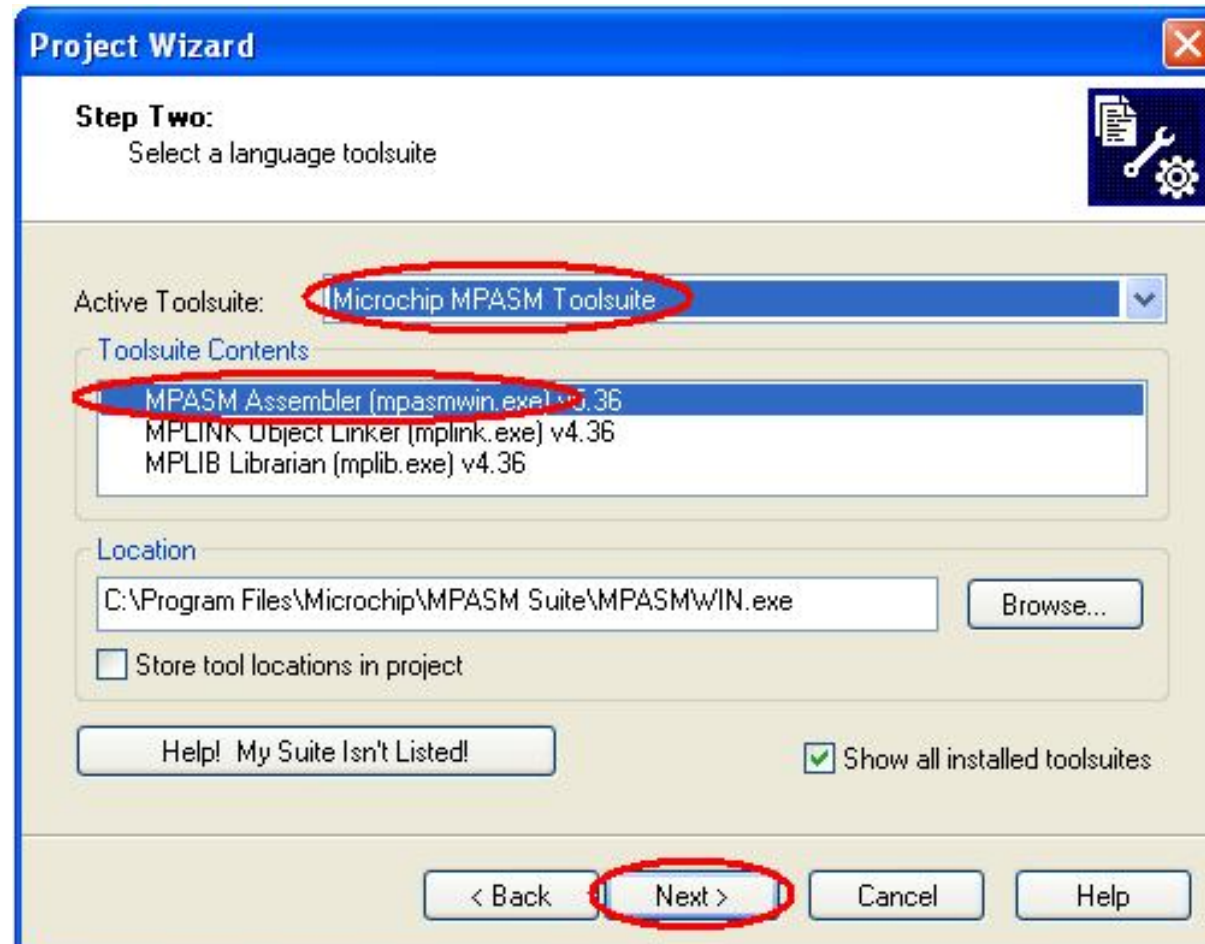 Project Wizard
Step Two:
Select a language toolsuite
Active Toolsuite: Microchip MPASM Toolsuite
Toolsuite Contents
MPASM Assembler (mpasmwin.exe) v5.36
MPLINK Object Linker (mplink.exe) v4.36
MPLIB Librarian (mplib.exe) v4.36
Location
C:\Program Files\Microchip\MPASM Suite\MPASMWIN.exe Browse...
Store tool locations in project
Help! My Suite Isn't Listed! Show all installed toolsuites
< Back Next > Cancel Help